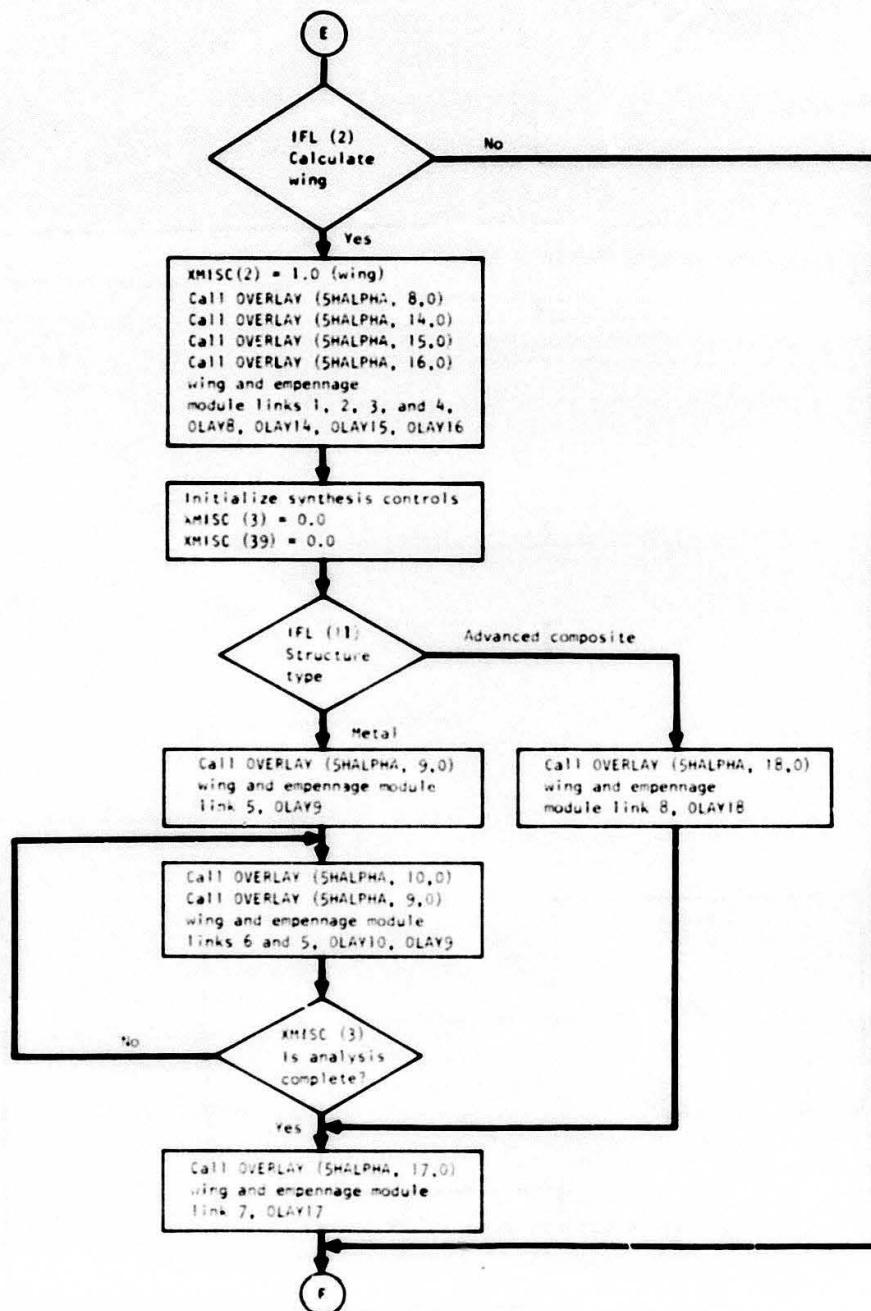 E
IFL (2)
Calculate
wing
No
Yes
XMISC(2) = 1.0 (wing)
Call OVERLAY (5HALPHA, 8,0)
Call OVERLAY (5HALPHA, 14,0)
Call OVERLAY (5HALPHA, 15,0)
Call OVERLAY (5HALPHA, 16,0)
wing and empennage
module links 1, 2, 3, and 4,
OLAY8, OLAY14, OLAY15, OLAY16
Initialize synthesis controls
XMISC (3) = 0.0
XMISC (39) = 0.0
IFL (11)
Structure
type
Advanced composite
Metal
Call OVERLAY (5HALPHA, 9,0)
wing and empennage module
link 5, OLAY9
Call OVERLAY (5HALPHA, 18,0)
wing and empennage
module link 8, OLAY18
Call OVERLAY (5HALPHA, 10,0)
Call OVERLAY (5HALPHA, 9,0)
wing and empennage module
links 6 and 5, OLAY10, OLAY9
XMISC (3)
Is analysis
complete?
No
Yes
Call OVERLAY (5HALPHA, 17,0)
wing and empennage module
link 7, OLAY17
F